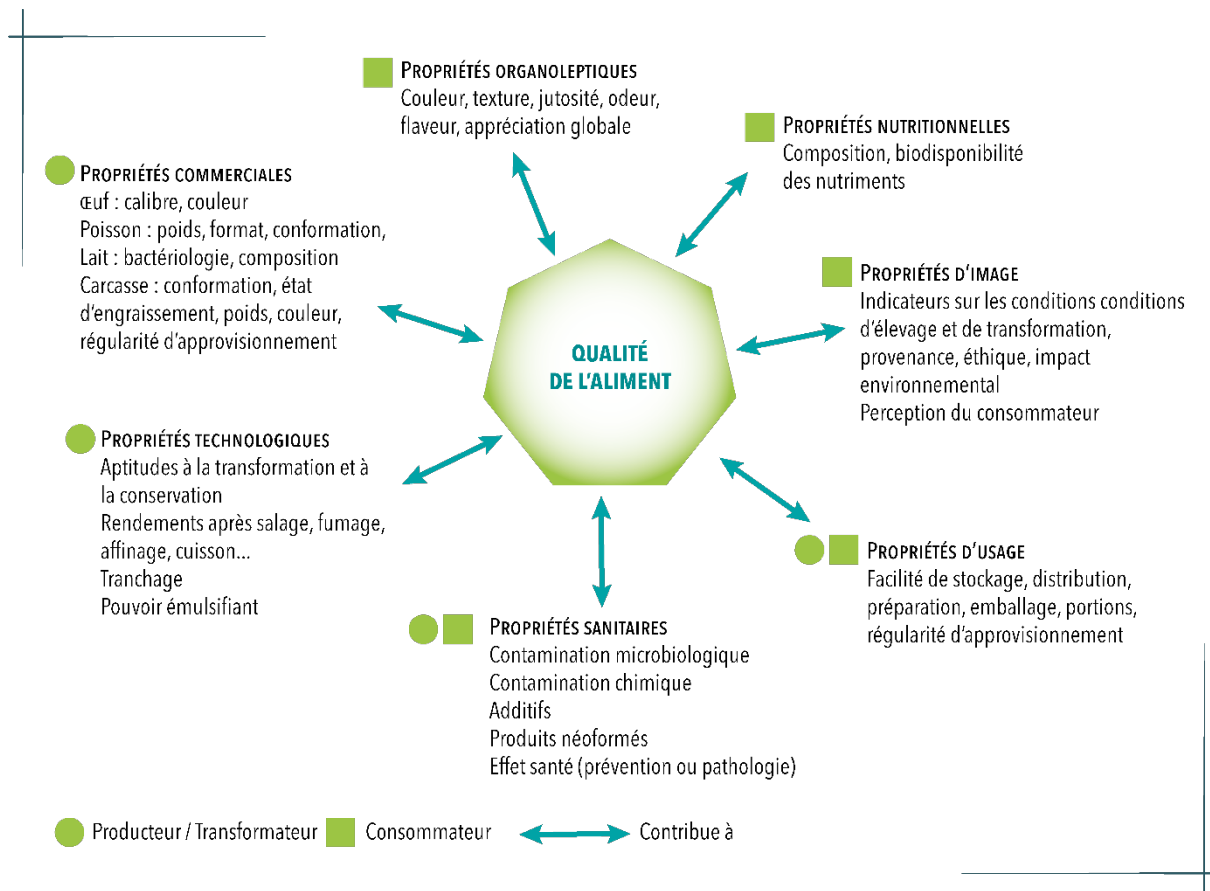 PROPRIÉTÉS ORGANOLEPTIQUES
Couleur, texture, jutosité, odeur,
flaveur, appréciation globale
PROPRIÉTÉS NUTRITIONNELLES
Composition, biodisponibilité
des nutriments
PROPRIÉTÉS COMMERCIALES
Œuf : calibre, couleur
Poisson : poids, format, conformation,
Lait : bactériologie, composition
Carcasse : conformation, état
d'engraissement, poids, couleur,
régularité d'approvisionnement
PROPRIÉTÉS D'IMAGE
Indicateurs sur les conditions conditions
d'élevage et de transformation,
provenance, éthique, impact
environnemental
Perception du consommateur
QUALITÉ
DE L'ALIMENT
PROPRIÉTÉS TECHNOLOGIQUES
Aptitudes à la transformation et à
la conservation
Rendements après salage, fumage,
affinage, cuisson...
Tranchage
Pouvoir émulsifiant
PROPRIÉTÉS D'USAGE
Facilité de stockage, distribution,
préparation, emballage, portions,
régularité d'approvisionnement
PROPRIÉTÉS SANITAIRES
Contamination microbiologique
Contamination chimique
Additifs
Produits néoformés
Effet santé (prévention ou pathologie)
Producteur / Transformateur
Consommateur
Contribue à